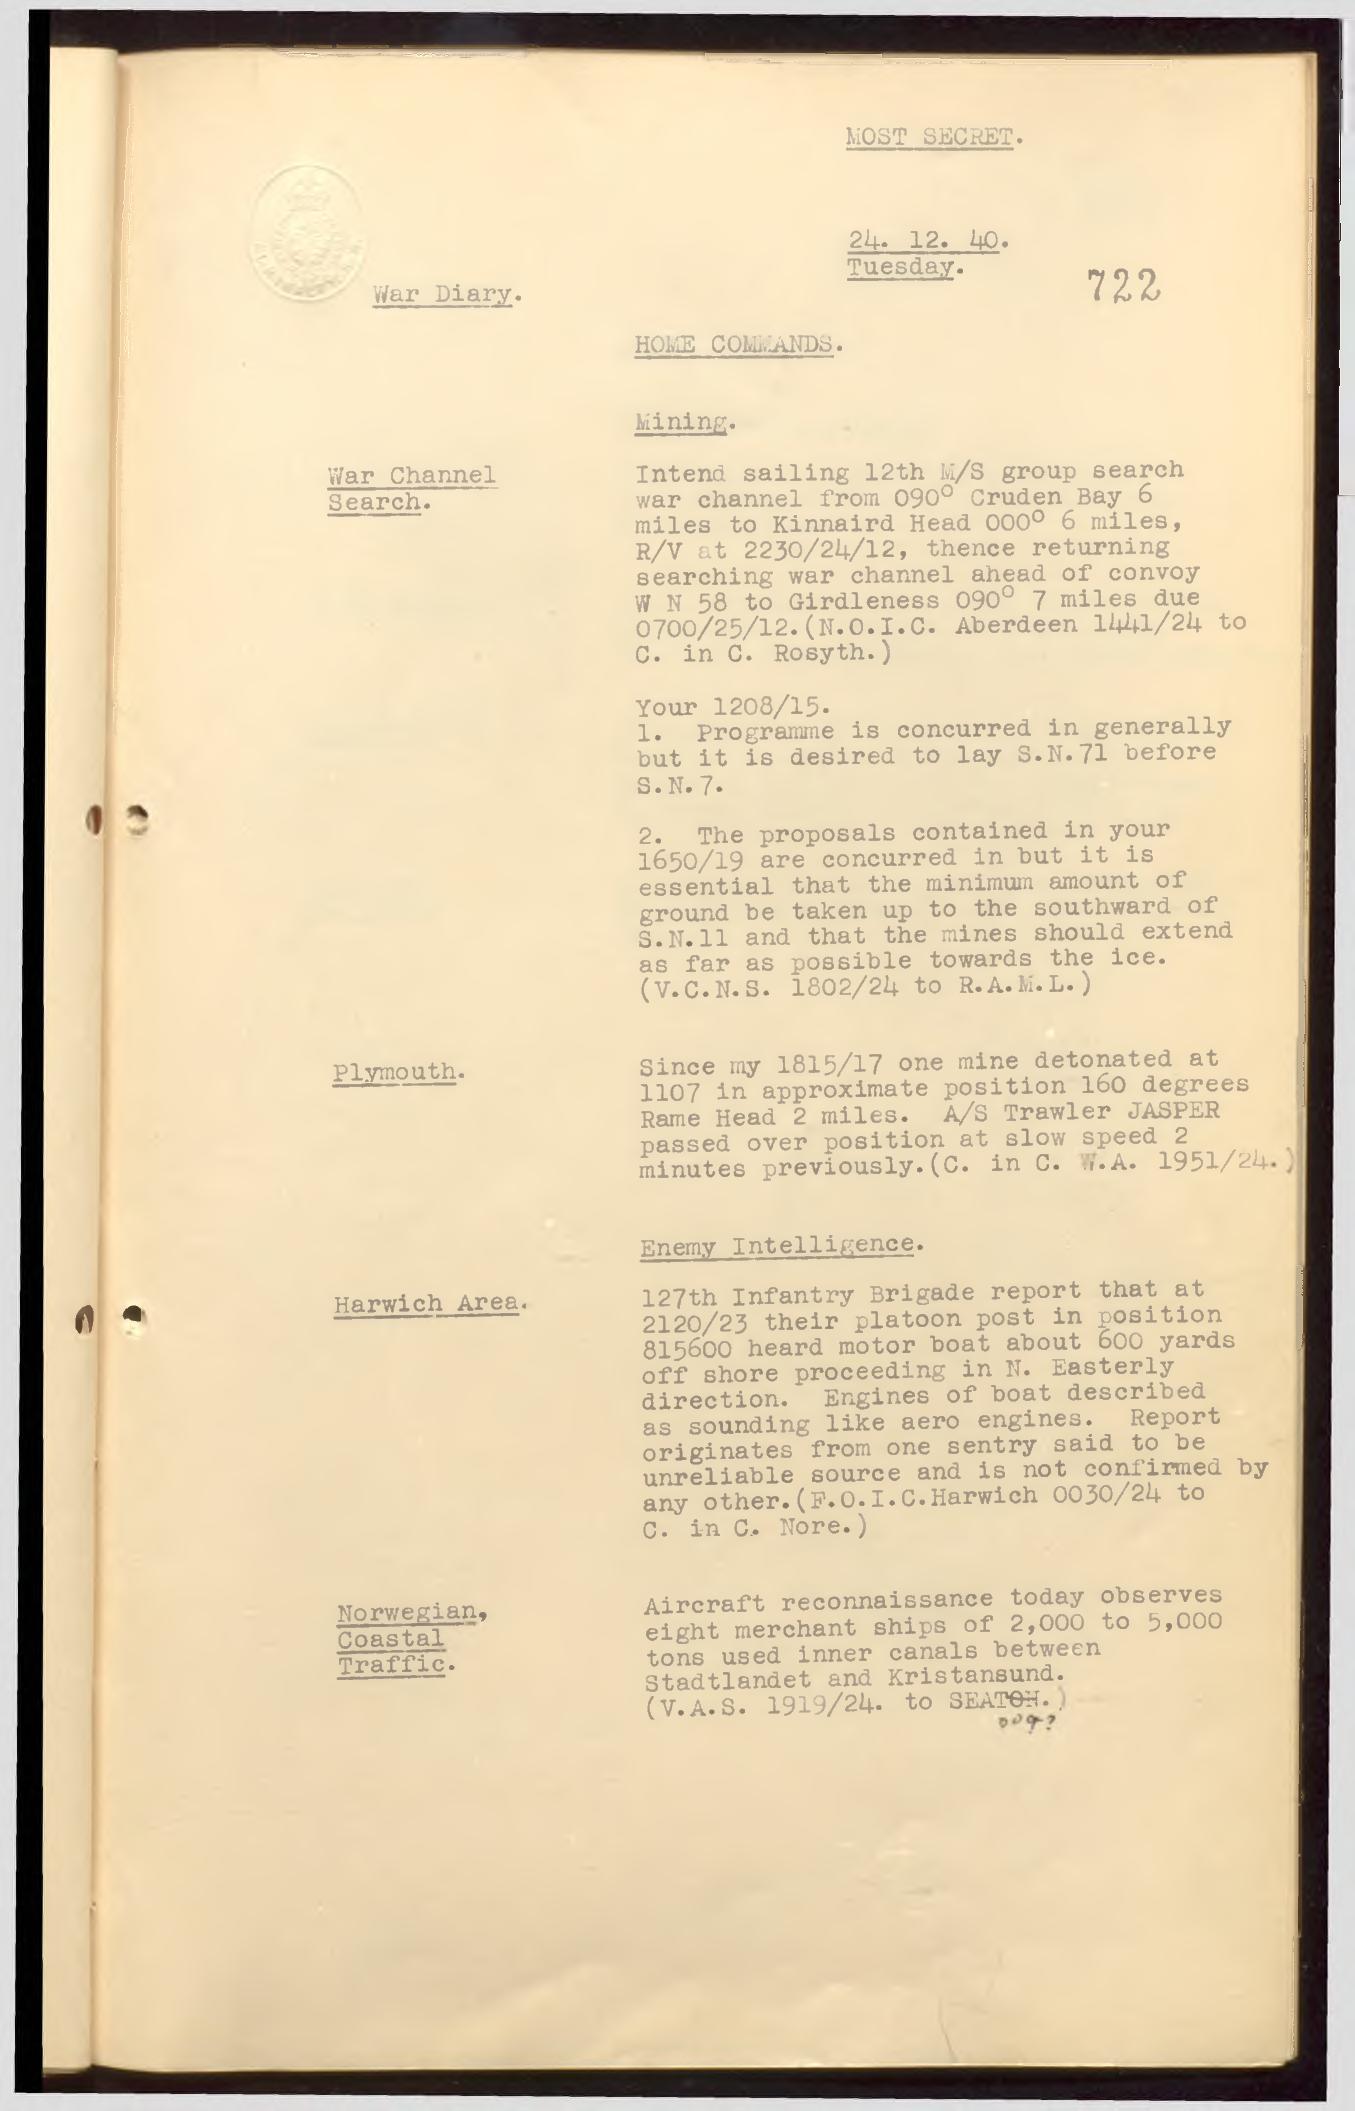 MOST SECRET.
24. 12. 40.
Tuesday.
722
War Diary.
HOME COMMANDS.
Mining.
War Channel
Search.
Intend sailing 12th M/S group search
war channel from 090° Cruden Bay 6
miles to Kinnaird Head 000° 6 miles,
R/V at 2230/24/12, thence returning
searching war channel ahead of convoy
W N 58 to Girdleness 090° 7 miles due
0700/25/12.(N.O.I.C. Aberdeen 1441/24 to
C. in C. Rosyth.)
Your 1208/15.
1. Programme is concurred in generally
but it is desired to lay S.N.71 before
S.N.7.
2. The proposals contained in your
1650/19 are concurred in but it is
essential that the minimum amount of
ground be taken up to the southward of
S.N.11 and that the mines should extend
as far as possible towards the ice.
(V.C.N.S. 1802/24 to R.A.M.L.)
Plymouth.
Since my 1815/17 one mine detonated at
1107 in approximate position 160 degrees
Rame Head 2 miles. A/S Trawler JASPER
passed over position at slow speed 2
minutes previously.(C. in C. W.A. 1951/24.)
Enemy Intelligence.
Harwich Area.
127th Infantry Brigade report that at
2120/23 their platoon post in position
815600 heard motor boat about 600 yards
off shore proceeding in N. Easterly
direction. Engines of boat described
as sounding like aero engines. Report
originates from one sentry said to be
unreliable source and is not confirmed by
any other.(F.O.I.C.Harwich 0030/24 to
C. in C. Nore.)
Norwegian,
Coastal
Traffic.
Aircraft reconnaissance today observes
eight merchant ships of 2,000 to 5,000
tons used inner canals between
Stadtlandet and Kristansund.
(V.A.S. 1919/24. to SEATOH.)